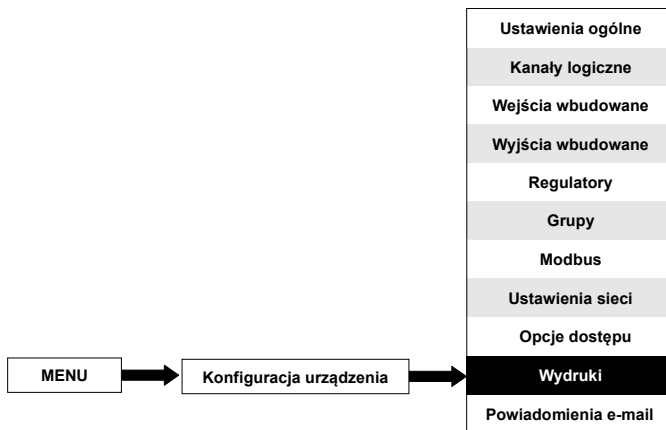 Ustawienia ogólne
Kanały logiczne
Wejścia wbudowane
Wyjścia wbudowane
Regulatory
Grupy
Modbus
Ustawienia sieci
Opcje dostępu
MENU
Konfiguracja urządzenia
Wydruki
Powiadomienia e-mail